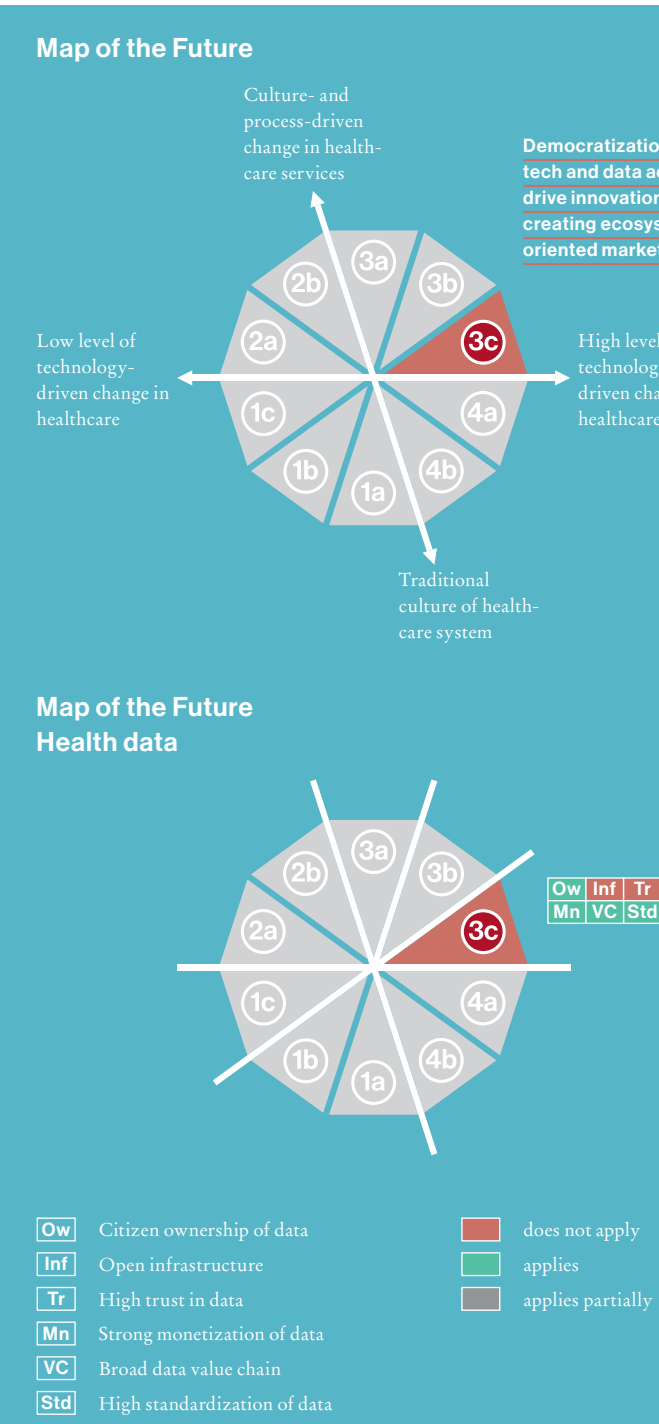 Map of the Future
Culture- and
process-driven
change in health-
care services
Democratizatio
tech and data a
drive innovation
creating ecosys
oriented market
3a
2b
3b
2a
3c
Low level of
technology-
driven change in
healthcare
High level
technolog
driven cha
healthcare
1c
4a
1b
4b
1a
Traditional
culture of health-
care system
Map of the Future
Health data
3a
2b
3b
Ow Inf Tr
Mn VC Std
2a
3c
1c
4a
1b
4b
1a
Ow Citizen ownership of data
Inf Open infrastructure
Tr High trust in data
Mn Strong monetization of data
VC Broad data value chain
Std High standardization of data
does not apply
applies
applies partially